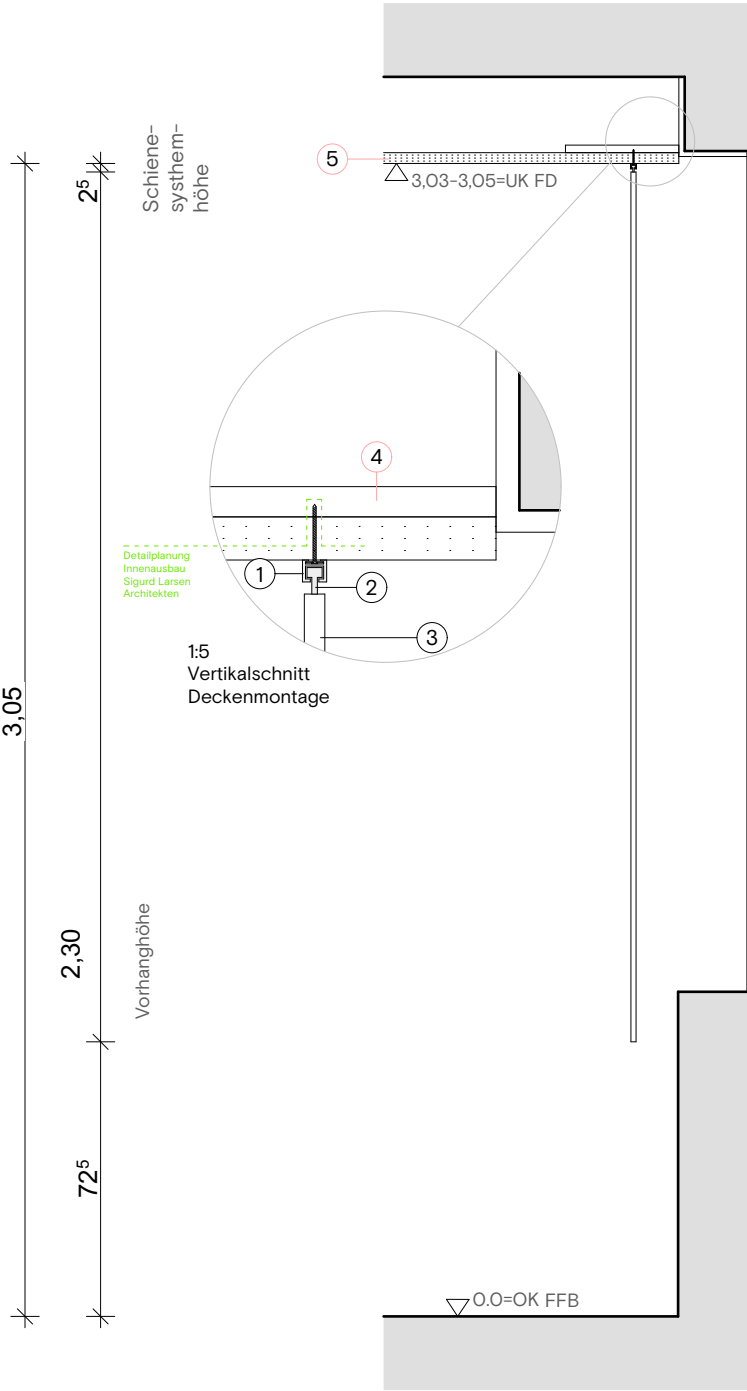 Schiene-
systhem-
höhe
2⁵
5
3,03-3,05=UK FD
4
Detailplanung
Innenausbau
Sigurd Larsen
Architekten
1
2
3
1:5
Vertikalschnitt
Deckenmontage
3,05
2,30
Vorhanghöhe
72⁵
0.0=OK FFB